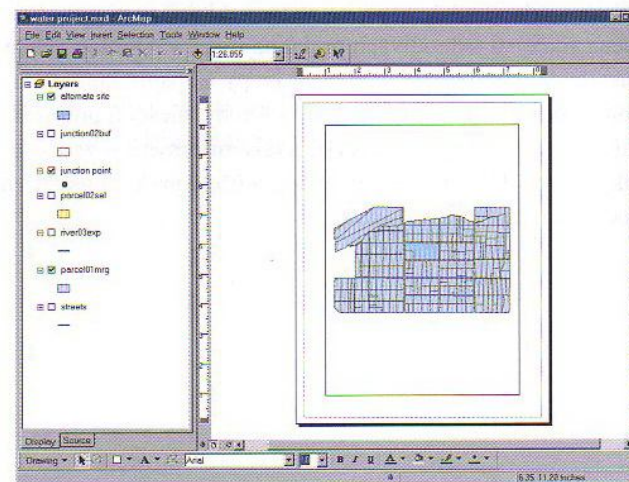 water project.mxd - ArcMap
File Edit View Insert Selection Tools Window Help
1:26,855
Layers
alternate site
junction02buf
junction point
parcel02sel
river03exp
parcel01mrg
streets
Display Source
Drawing A Arial B I U A
6.35 11.20 Inches